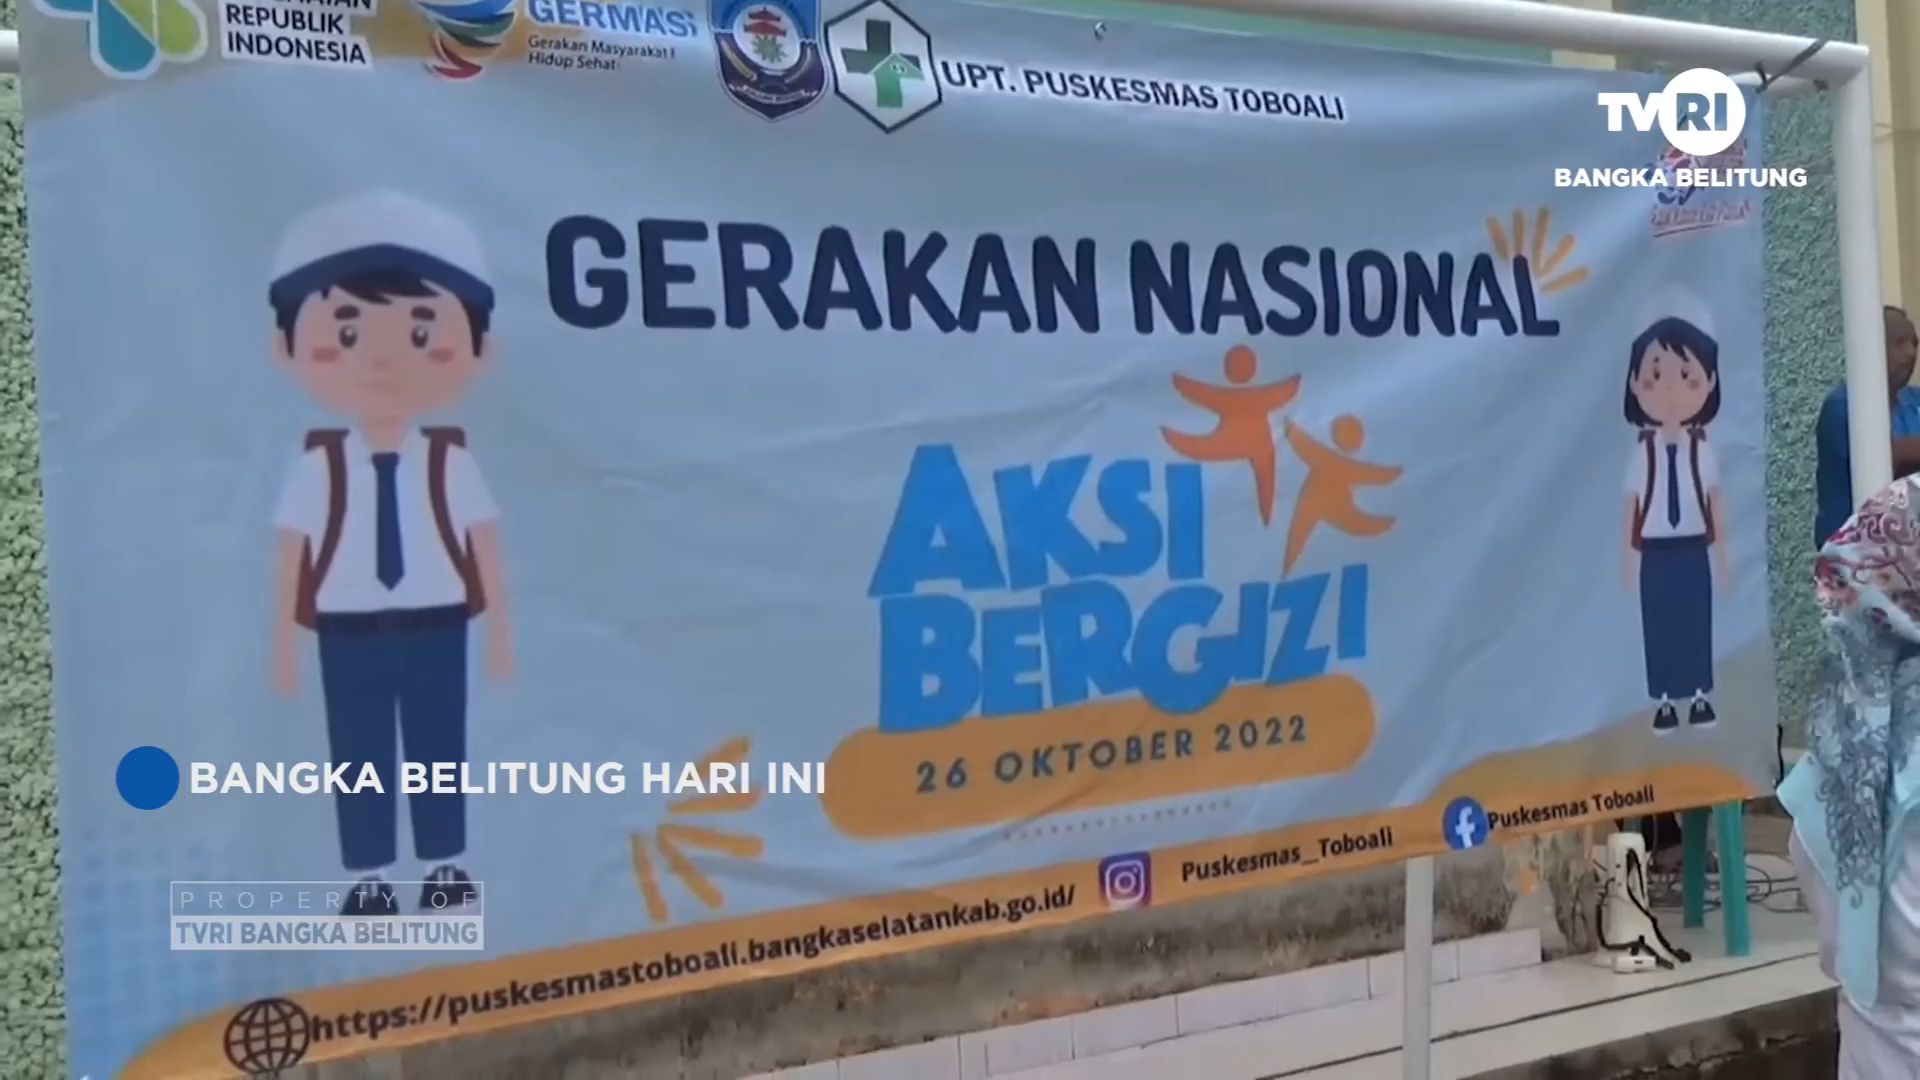 REPUBLIK
INDONESIA
GERMAS
Gerakan Masyarakat
Hidup Sehat
UPT. PUSKESMAS TOBOALI
TVRI
BANGKA BELITUNG
GERAKAN NASIONAL
AKSI
BERGIZI
26 OKTOBER 2022
BANGKA BELITUNG HARI INI
PROPERTY OF
TVRI BANGKA BELITUNG
https://puskesmastoboali.bangkaselatankab.go.id/
Puskesmas_Toboali
Puskesmas Toboali